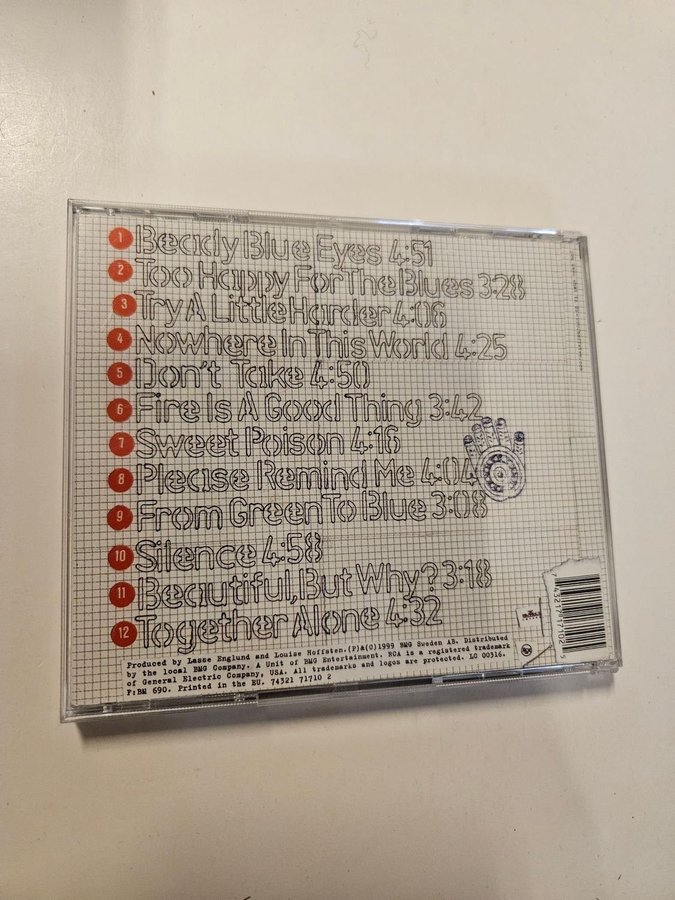 1 Beady Blue Eyes 4:51
2 Too Happy For The Blues 3:28
3 Try A Little Harder 4:06
4 Nowhere In This World 4:25
5 Don't Take 4:50
6 Fire Is A Good Thing 3:42
7 Sweet Poison 4:16
8 Please Remind Me 4:04
9 From Green To Blue 3:08
10 Silence 4:58
11 Beautiful, But Why? 3:18
12 Together Alone 4:32
Produced by Lasse Englund and Louise Hoffsten.(P)&(C)1999 BMG Sweden AB. Distributed
by the local BMG Company. A Unit of BMG Entertainment. RCA is a registered trademark
of General Electric Company, USA. All trademarks and logos are protected. LC 00316.
F:BM 690. Printed in the EU. 74321 71710 2